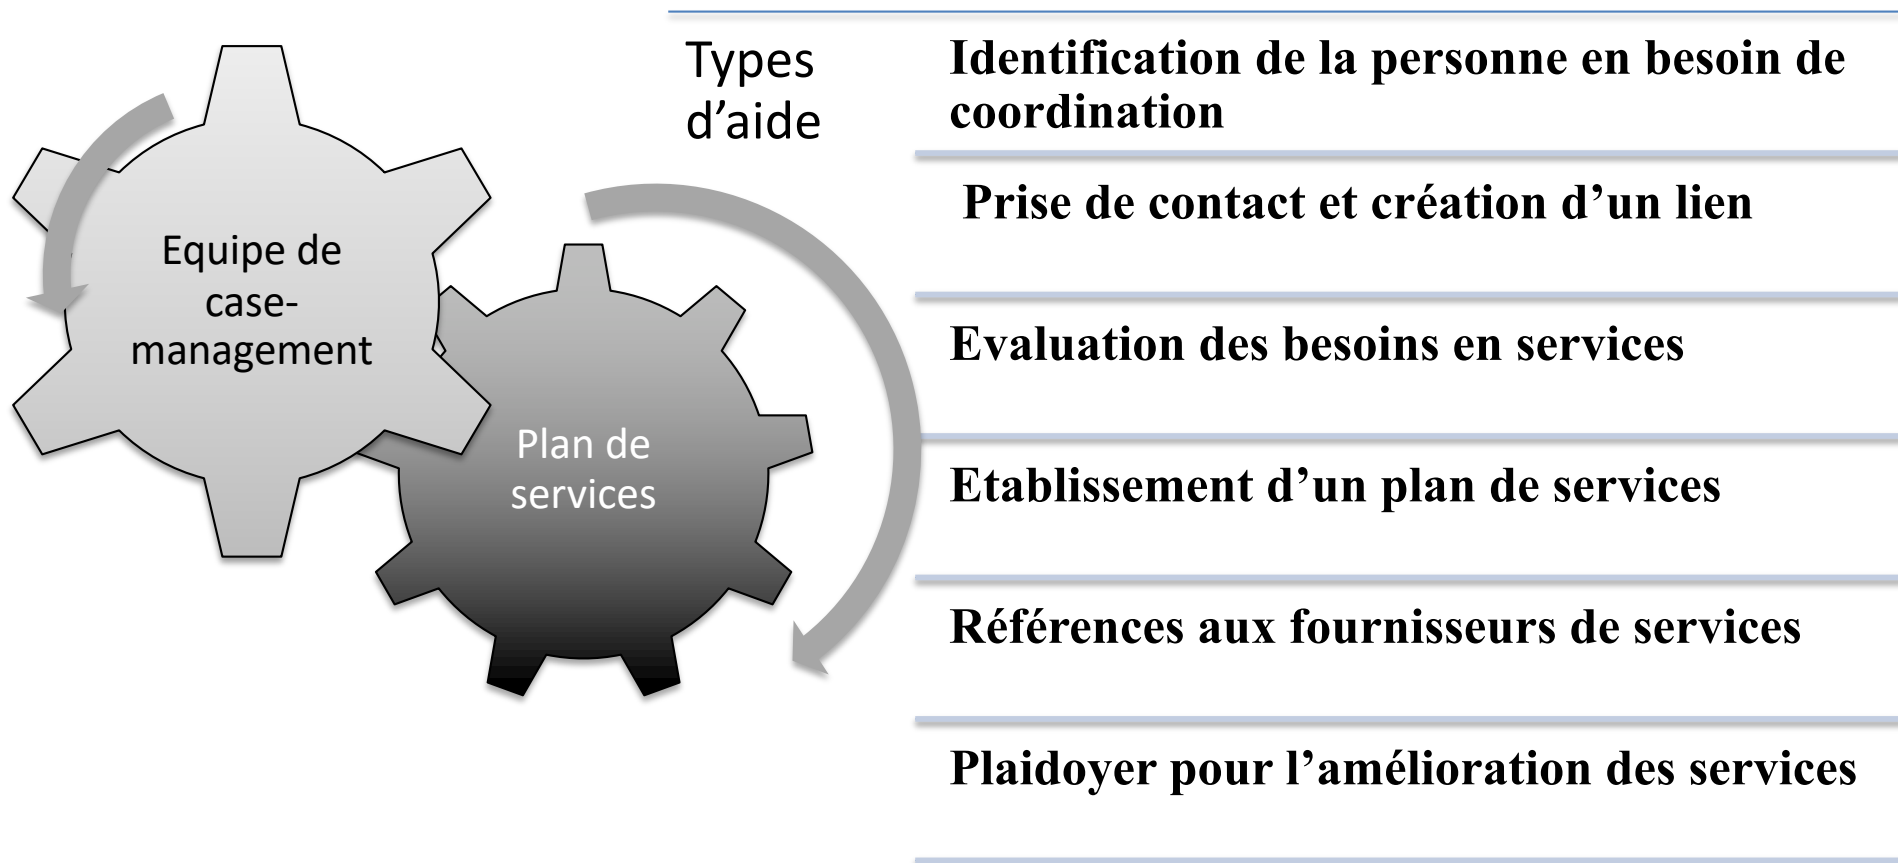 Equipe de
case-
management
Plan de
services
Types
d’aide
Identification de la personne en besoin de
coordination
Prise de contact et création d’un lien
Evaluation des besoins en services
Etablissement d’un plan de services
Références aux fournisseurs de services
Plaidoyer pour l’amélioration des services